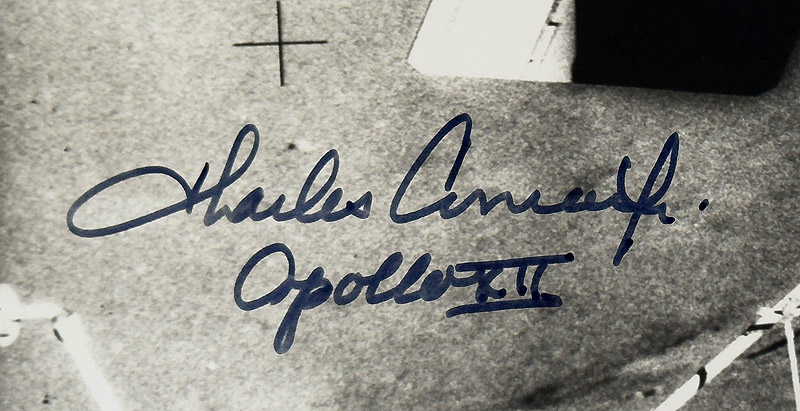 Charles Conrad Jr.
Apollo XII